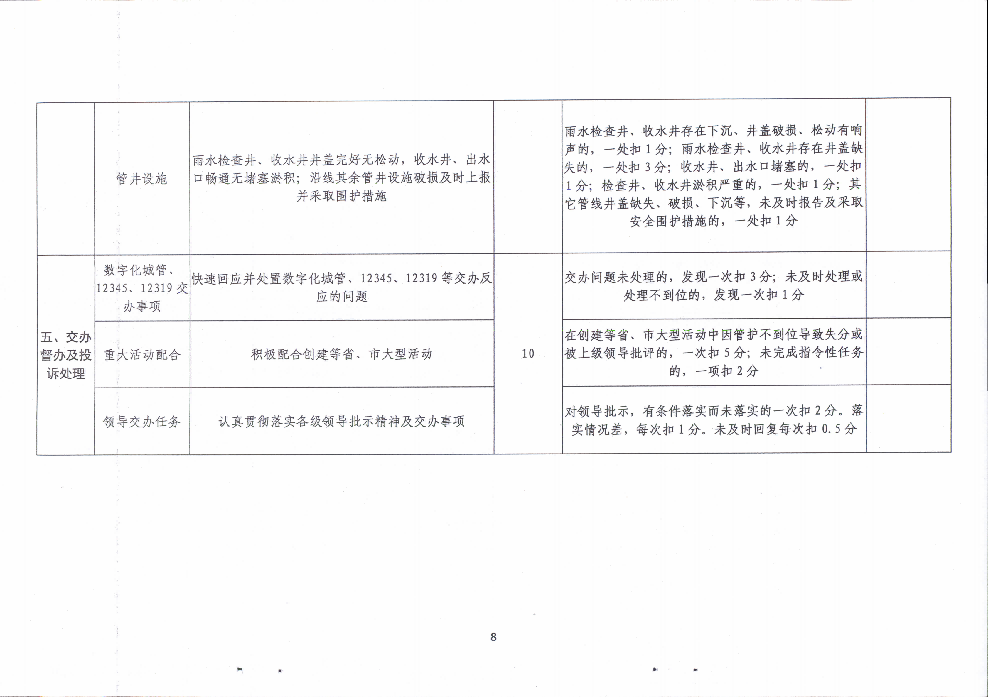 管井设施
雨水检查井、收水井井盖完好无松动，收水井、出水
口畅通无堵塞淤积；沿线其余管井设施破损及时上报
并采取围护措施
雨水检查井、收水井存在下沉、井盖破损、松动有响
声的，一处扣 1 分；雨水检查井、收水井存在井盖缺
失的，一处扣 3 分；收水井、出水口堵塞的，一处扣
1 分；检查井、收水井淤积严重的，一处扣 1 分；其
它管线井盖缺失、破损、下沉等，未及时报告及采取
安全围护措施的，一处扣 1 分
五、交办
督办及投
诉处理
数字化城管、
12345、12319 交
办事项
快速回应并处置数字化城管、12345、12319 等交办反
应的问题
10
交办问题未处理的，发现一次扣 3 分；未及时处理或
处理不到位的，发现一次扣 1 分
重大活动配合
积极配合创建等省、市大型活动
在创建等省、市大型活动中因管护不到位导致失分或
被上级领导批评的，一次扣 5 分；未完成指令性任务
的，一项扣 2 分
领导交办任务
认真贯彻落实各级领导批示精神及交办事项
对领导批示，有条件落实而未落实的一次扣 2 分。落
实情况差，每次扣 1 分。未及时回复每次扣 0.5 分
8